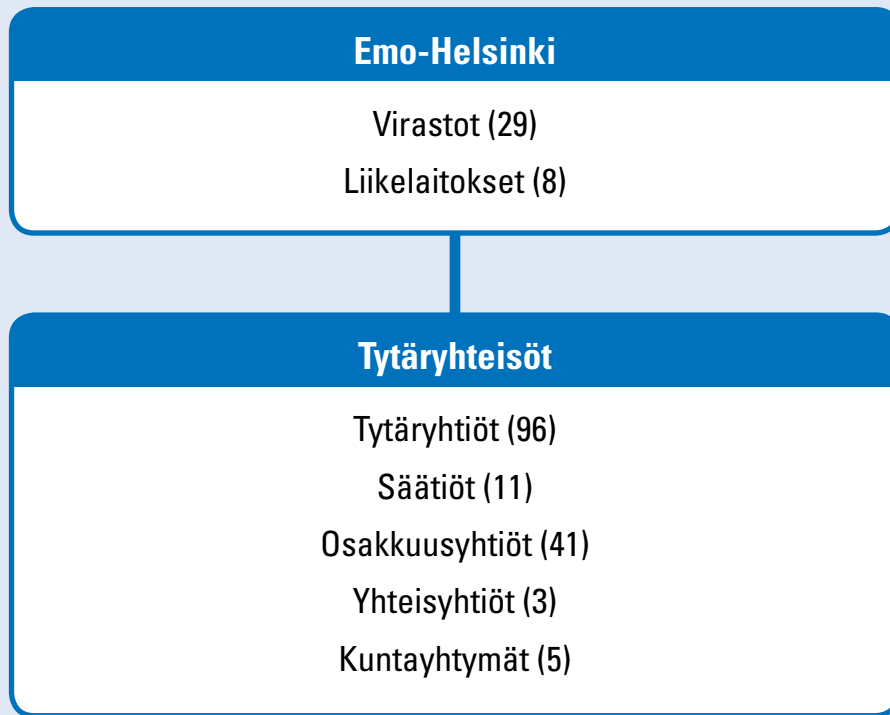 Emo-Helsinki
Virastot (29)
Liikelaitokset (8)
Tytäryhteisöt
Tytäryhtiöt (96)
Säätiöt (11)
Osakkuusyhtiöt (41)
Yhteisyhtiöt (3)
Kuntayhtymät (5)